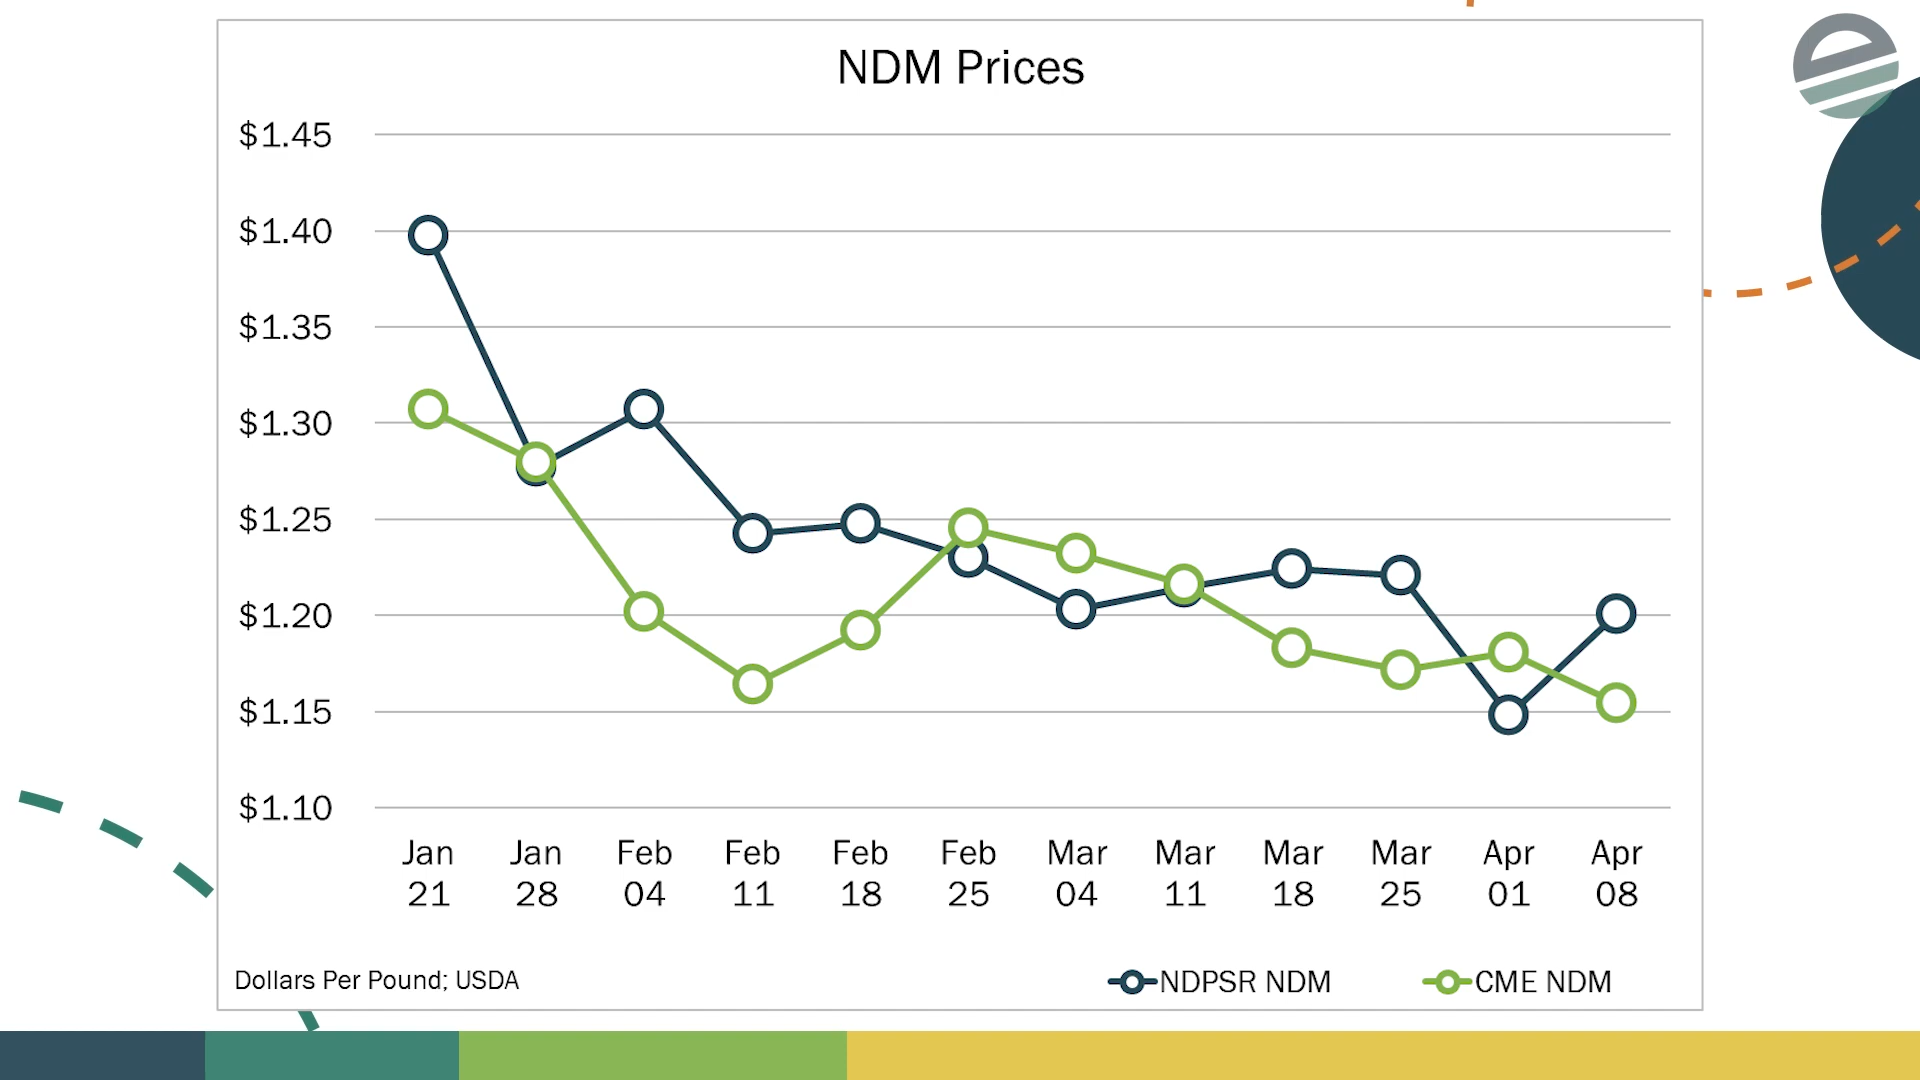 NDM Prices
$1.45
$1.40
$1.35
$1.30
$1.25
$1.20
$1.15
$1.10
Jan 21
Jan 28
Feb 04
Feb 11
Feb 18
Feb 25
Mar 04
Mar 11
Mar 18
Mar 25
Apr 01
Apr 08
Dollars Per Pound; USDA
NDPSR NDM
CME NDM